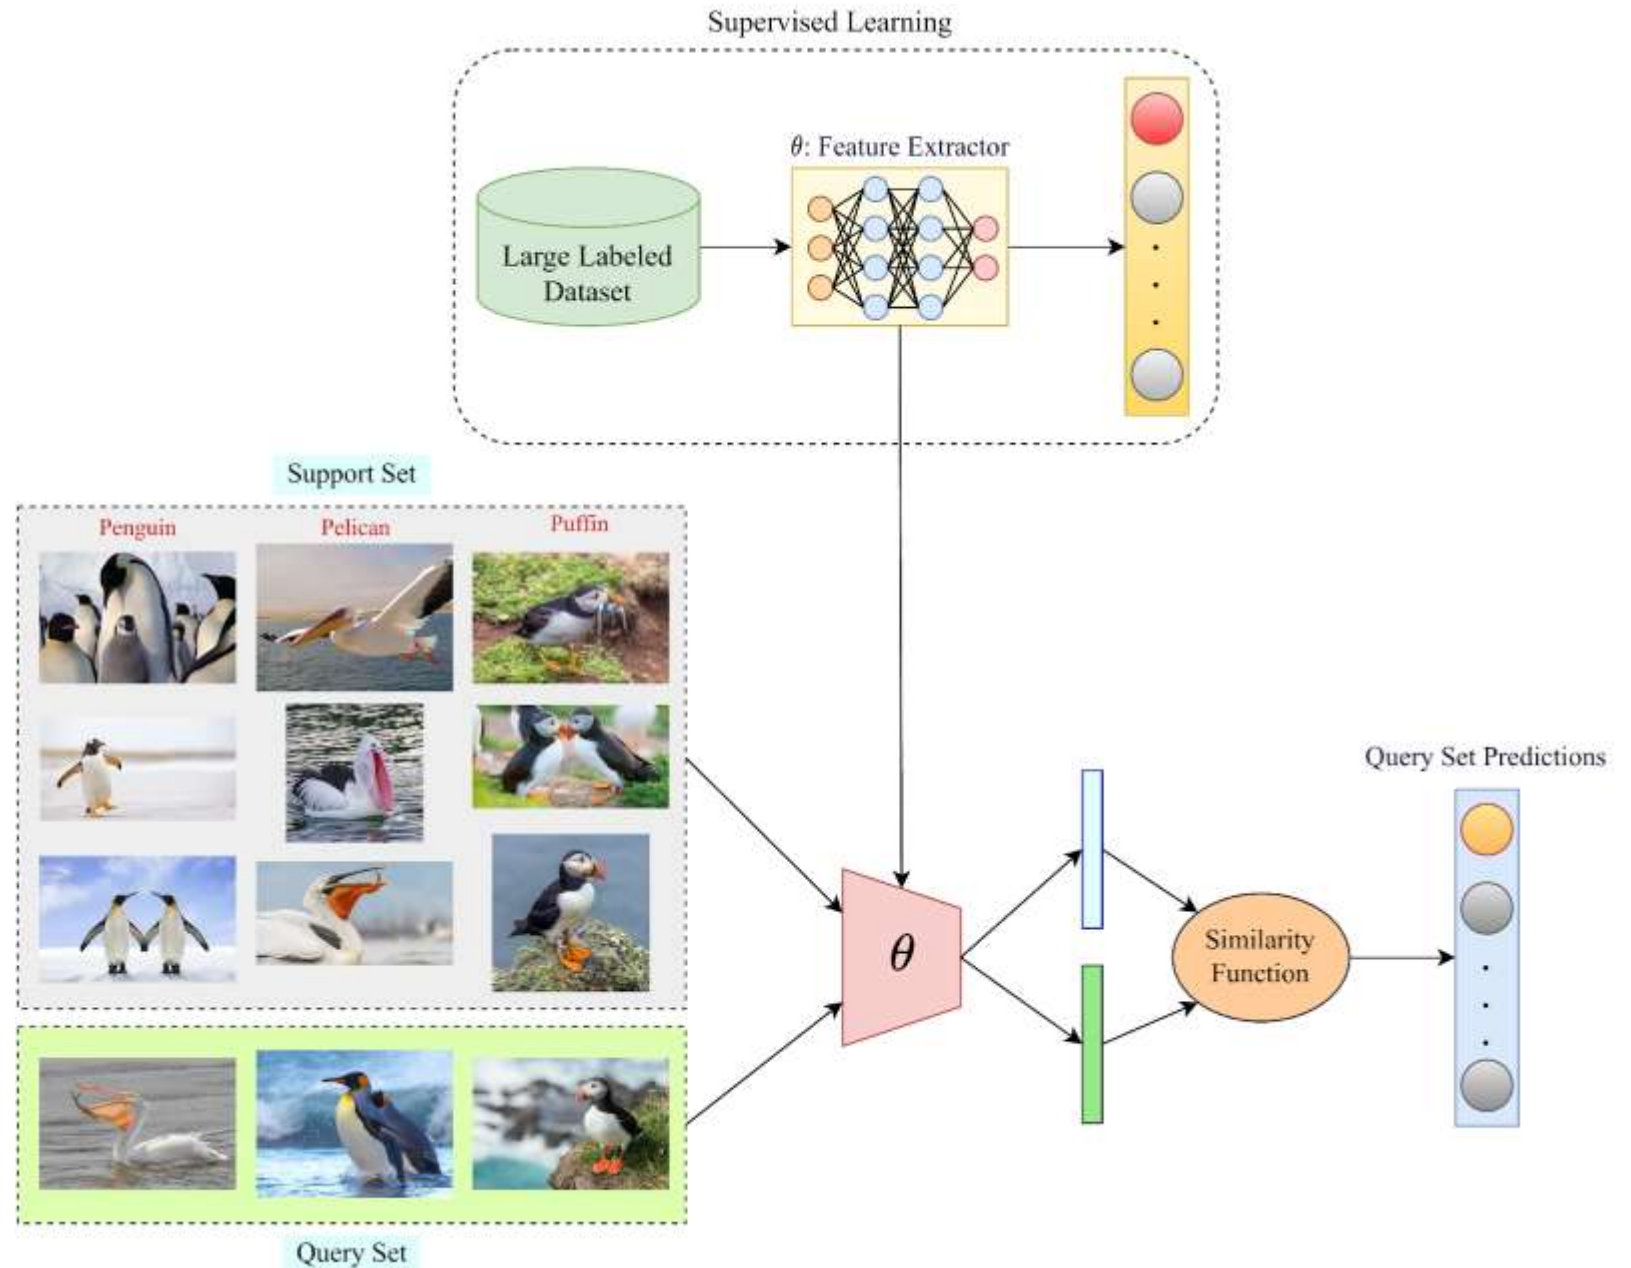 Supervised Learning
θ: Feature Extractor
Large Labeled
Dataset
Support Set
Penguin
Pelican
Puffin
Query Set Predictions
θ
Similarity
Function
Query Set